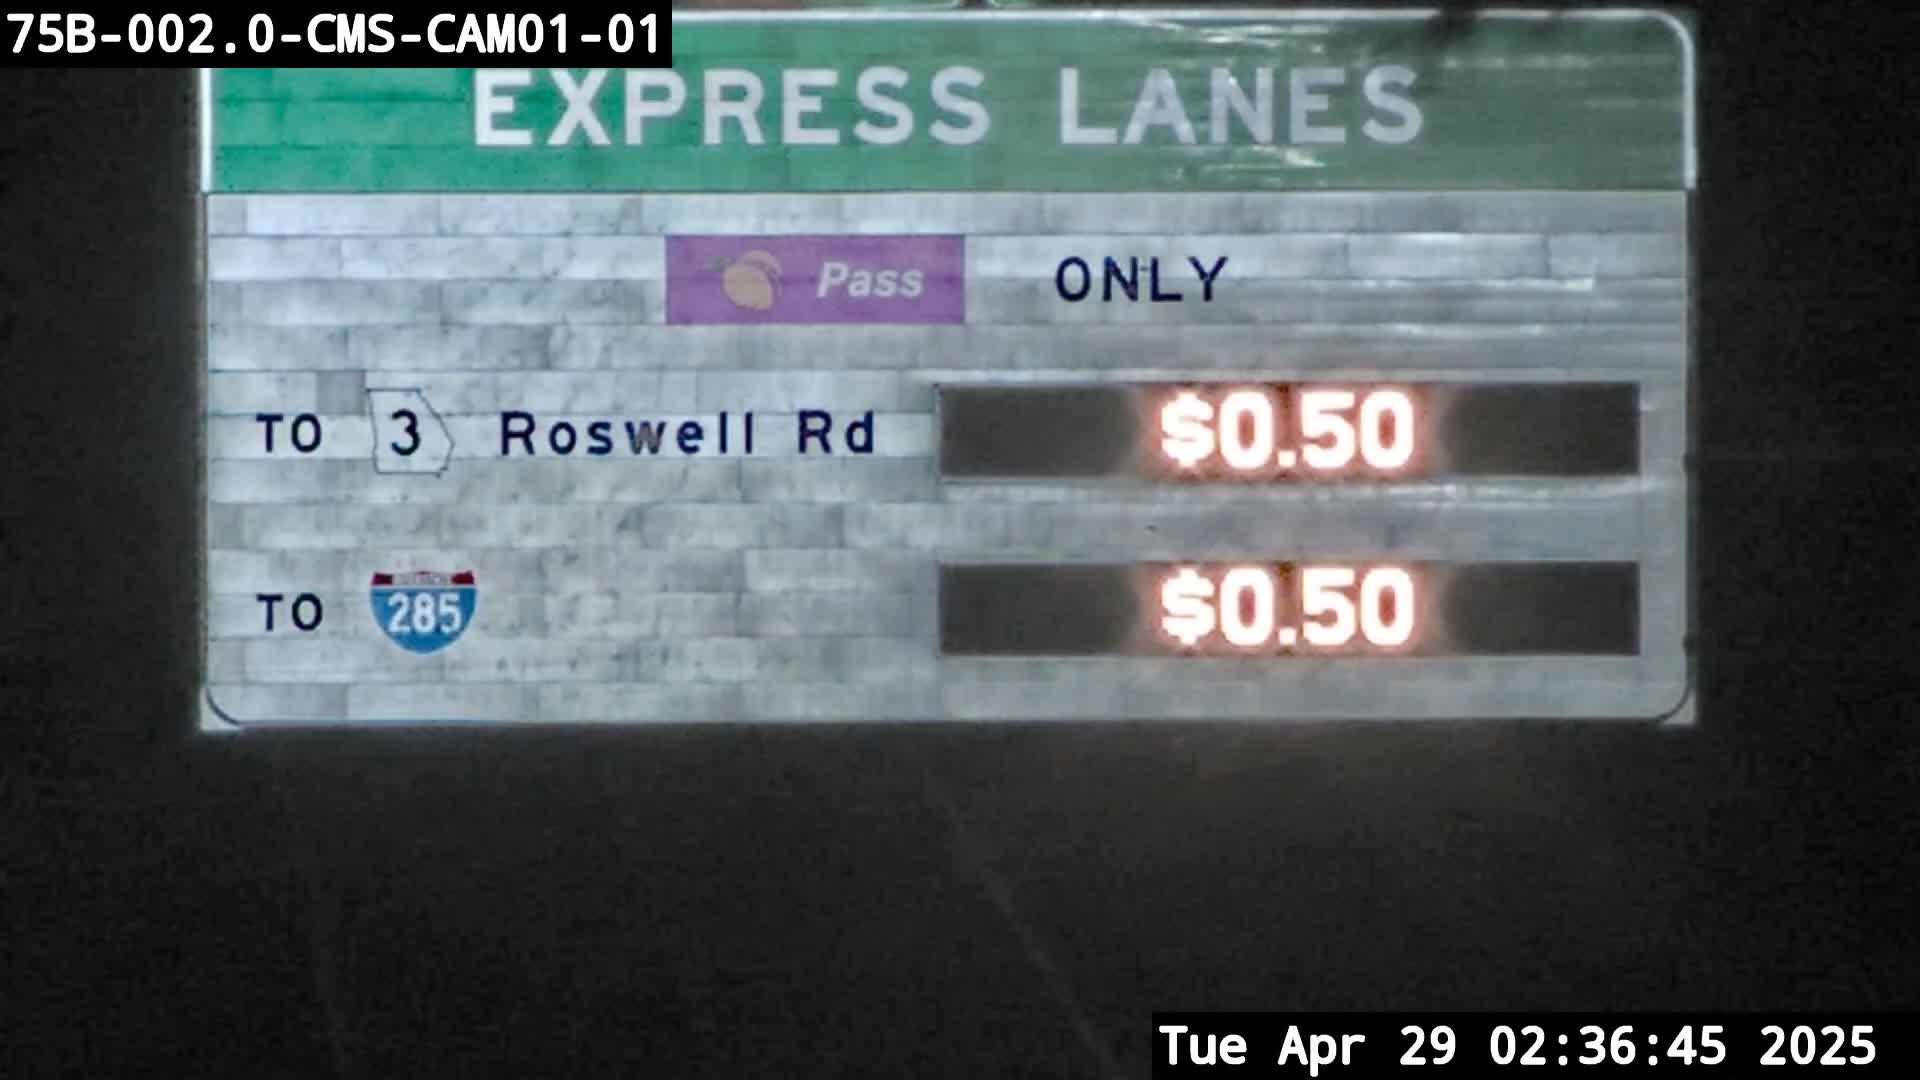 75B-002.0-CMS-CAM01-01
EXPRESS LANES
Pass ONLY
TO 3 Roswell Rd $0.50
TO 285 $0.50
Tue Apr 29 02:36:45 2025